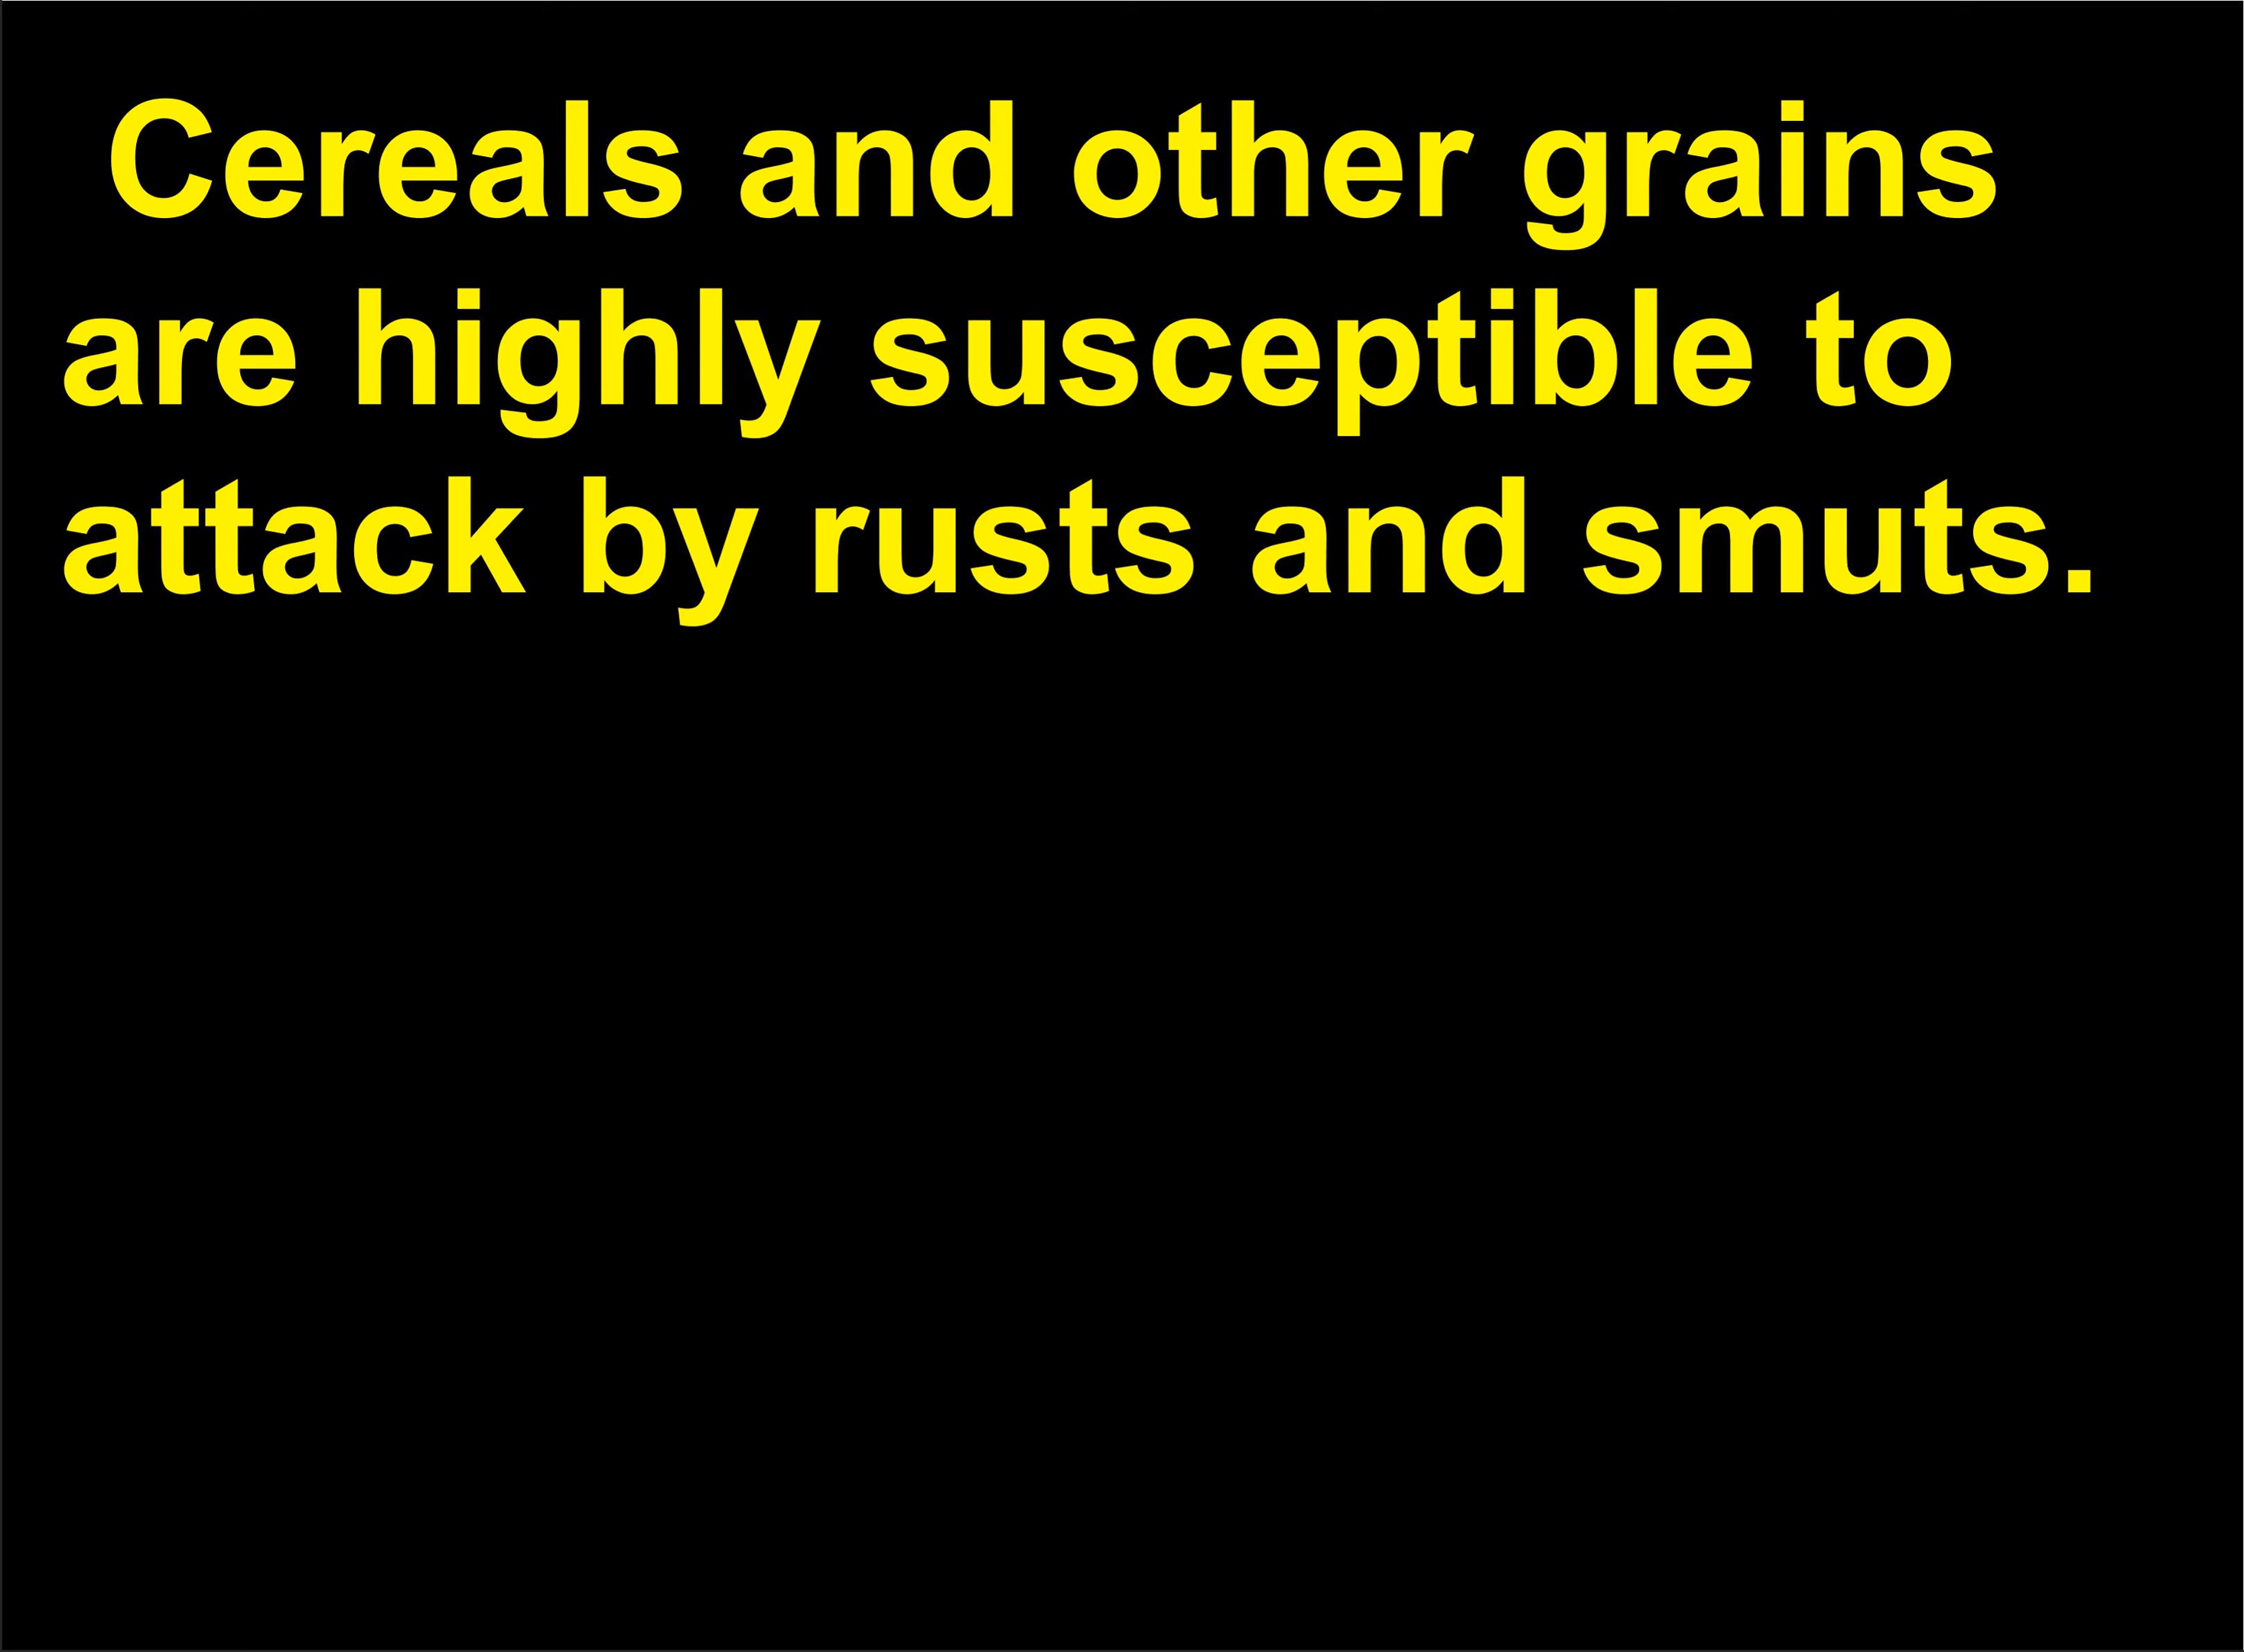 Cereals and other grains
are highly susceptible to
attack by rusts and smuts.